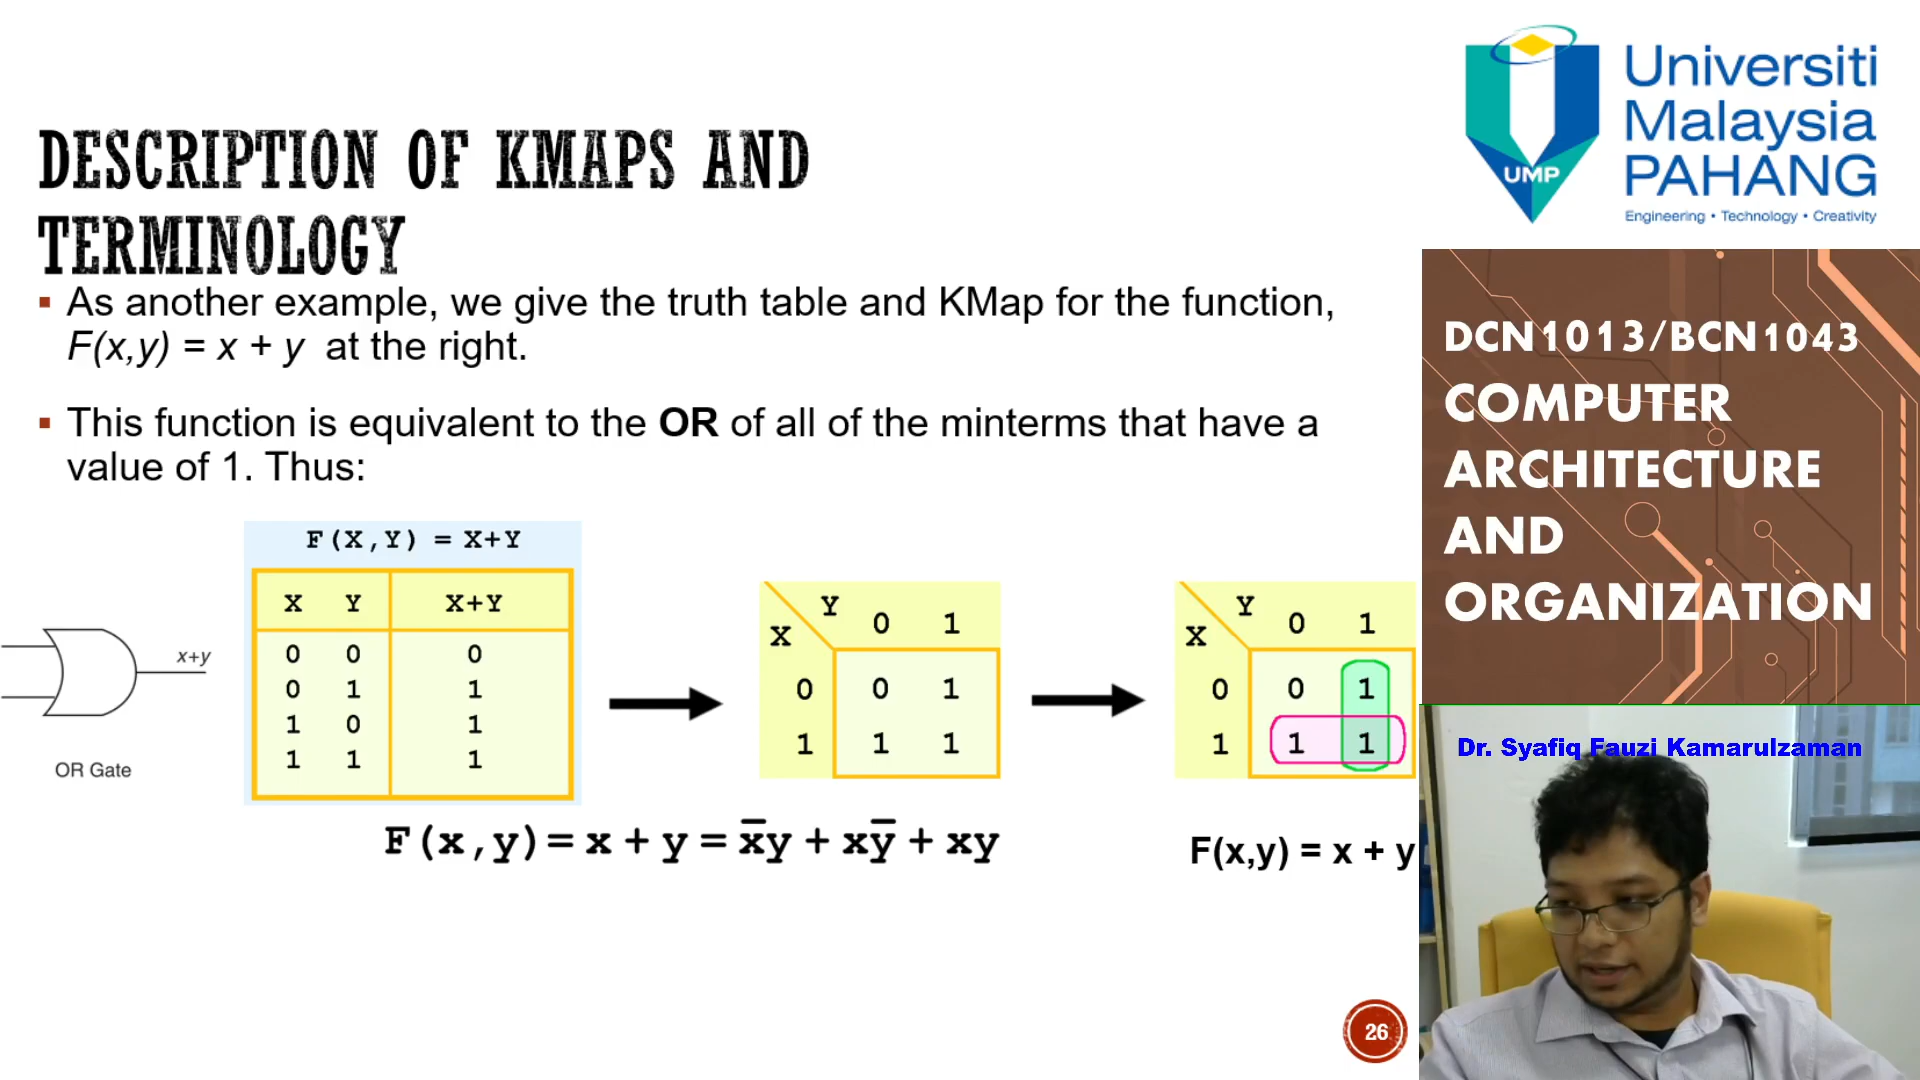 DESCRIPTION OF KMAPS AND
TERMINOLOGY
▪ As another example, we give the truth table and KMap for the function,
F(x,y) = x + y at the right.
▪ This function is equivalent to the OR of all of the minterms that have a
value of 1. Thus:
x+y
OR Gate
F(X,Y) = X+Y
X Y X+Y
0 0 0
0 1 1
1 0 1
1 1 1
Y
X 0 1
0 0 1
1 1 1
Y
X 0 1
0 0 1
1 1 1
F(x,y)= x + y = x̅y + xy̅ + xy
F(x,y) = x + y
26
Universiti
Malaysia
PAHANG
Engineering • Technology • Creativity
UMP
DCN1013/BCN1043
COMPUTER
ARCHITECTURE
AND
ORGANIZATION
Dr. Syafiq Fauzi Kamarulzaman